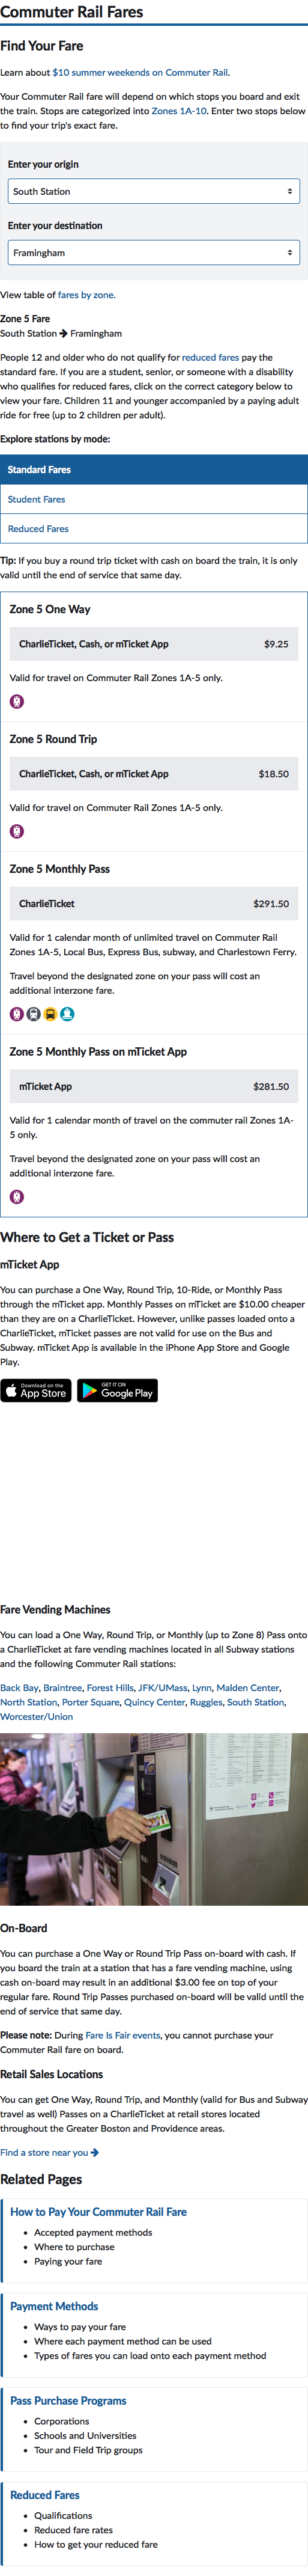 Commuter Rail Fares
Find Your Fare
Learn about $10 summer weekends on Commuter Rail.
Your Commuter Rail fare will depend on which stops you board and exit
the train. Stops are categorized into Zones 1A-10. Enter two stops below
to find your trip's exact fare.
Enter your origin
South Station
Enter your destination
Framingham
View table of fares by zone.
Zone 5 Fare
South Station → Framingham
People 12 and older who do not qualify for reduced fares pay the
standard fare. If you are a student, senior, or someone with a disability
who qualifies for reduced fares, click on the correct category below to
view your fare. Children 11 and younger accompanied by a paying adult
ride for free (up to 2 children per adult).
Explore stations by mode:
Standard Fares
Student Fares
Reduced Fares
Tip: If you buy a round trip ticket with cash on board the train, it is only
valid until the end of service that same day.
Zone 5 One Way
CharlieTicket, Cash, or mTicket App $9.25
Valid for travel on Commuter Rail Zones 1A-5 only.
Zone 5 Round Trip
CharlieTicket, Cash, or mTicket App $18.50
Valid for travel on Commuter Rail Zones 1A-5 only.
Zone 5 Monthly Pass
CharlieTicket $291.50
Valid for 1 calendar month of unlimited travel on Commuter Rail
Zones 1A-5, Local Bus, Express Bus, subway, and Charlestown Ferry.
Travel beyond the designated zone on your pass will cost an
additional interzone fare.
Zone 5 Monthly Pass on mTicket App
mTicket App $281.50
Valid for 1 calendar month of travel on the commuter rail Zones 1A-
5 only.
Travel beyond the designated zone on your pass will cost an
additional interzone fare.
Where to Get a Ticket or Pass
mTicket App
You can purchase a One Way, Round Trip, 10-Ride, or Monthly Pass
through the mTicket app. Monthly Passes on mTicket are $10.00 cheaper
than they are on a CharlieTicket. However, unlike passes loaded onto a
CharlieTicket, mTicket passes are not valid for use on the Bus and
Subway. mTicket App is available in the iPhone App Store and Google
Play.
Download on the
App Store
GET IT ON
Google Play
Fare Vending Machines
You can load a One Way, Round Trip, or Monthly (up to Zone 8) Pass onto
a CharlieTicket at fare vending machines located in all Subway stations
and the following Commuter Rail stations:
Back Bay, Braintree, Forest Hills, JFK/UMass, Lynn, Malden Center,
North Station, Porter Square, Quincy Center, Ruggles, South Station,
Worcester/Union
On-Board
You can purchase a One Way or Round Trip Pass on-board with cash. If
you board the train at a station that has a fare vending machine, using
cash on-board may result in an additional $3.00 fee on top of your
regular fare. Round Trip Passes purchased on-board will be valid until the
end of service that same day.
Please note: During Fare Is Fair events, you cannot purchase your
Commuter Rail fare on board.
Retail Sales Locations
You can get One Way, Round Trip, and Monthly (valid for Bus and Subway
travel as well) Passes on a CharlieTicket at retail stores located
throughout the Greater Boston and Providence areas.
Find a store near you →
Related Pages
How to Pay Your Commuter Rail Fare
• Accepted payment methods
• Where to purchase
• Paying your fare
Payment Methods
• Ways to pay your fare
• Where each payment method can be used
• Types of fares you can load onto each payment method
Pass Purchase Programs
• Corporations
• Schools and Universities
• Tour and Field Trip groups
Reduced Fares
• Qualifications
• Reduced fare rates
• How to get your reduced fare